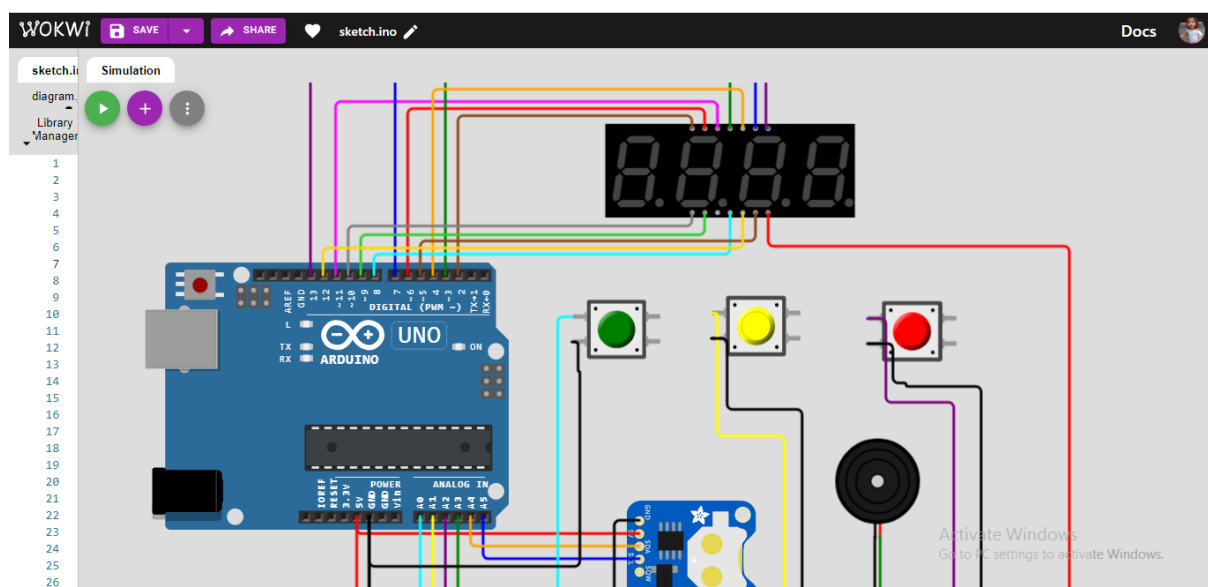 WOKWi SAVE SHARE sketch.ino Docs
sketch.i Simulation
diagram.
Library
Manager
1
2
3
4
5
6
7
8
9
10
11
12
13
14
15
16
17
18
19
20
21
22
23
24
25
26
AREF
GND
13
12
~11
~10
~9
8
7
~6
~5
4
~3
2
TX→1
RX←0
DIGITAL (PWM ~)
L
TX
RX
UNO
ON
ARDUINO
IOREF
RESET
3.3V
5V
GND
GND
Vin
POWER
ANALOG IN
A0
A1
A2
A3
A4
A5
GND
SDA
SQW
Activate Windows
Go to PC settings to activate Windows.